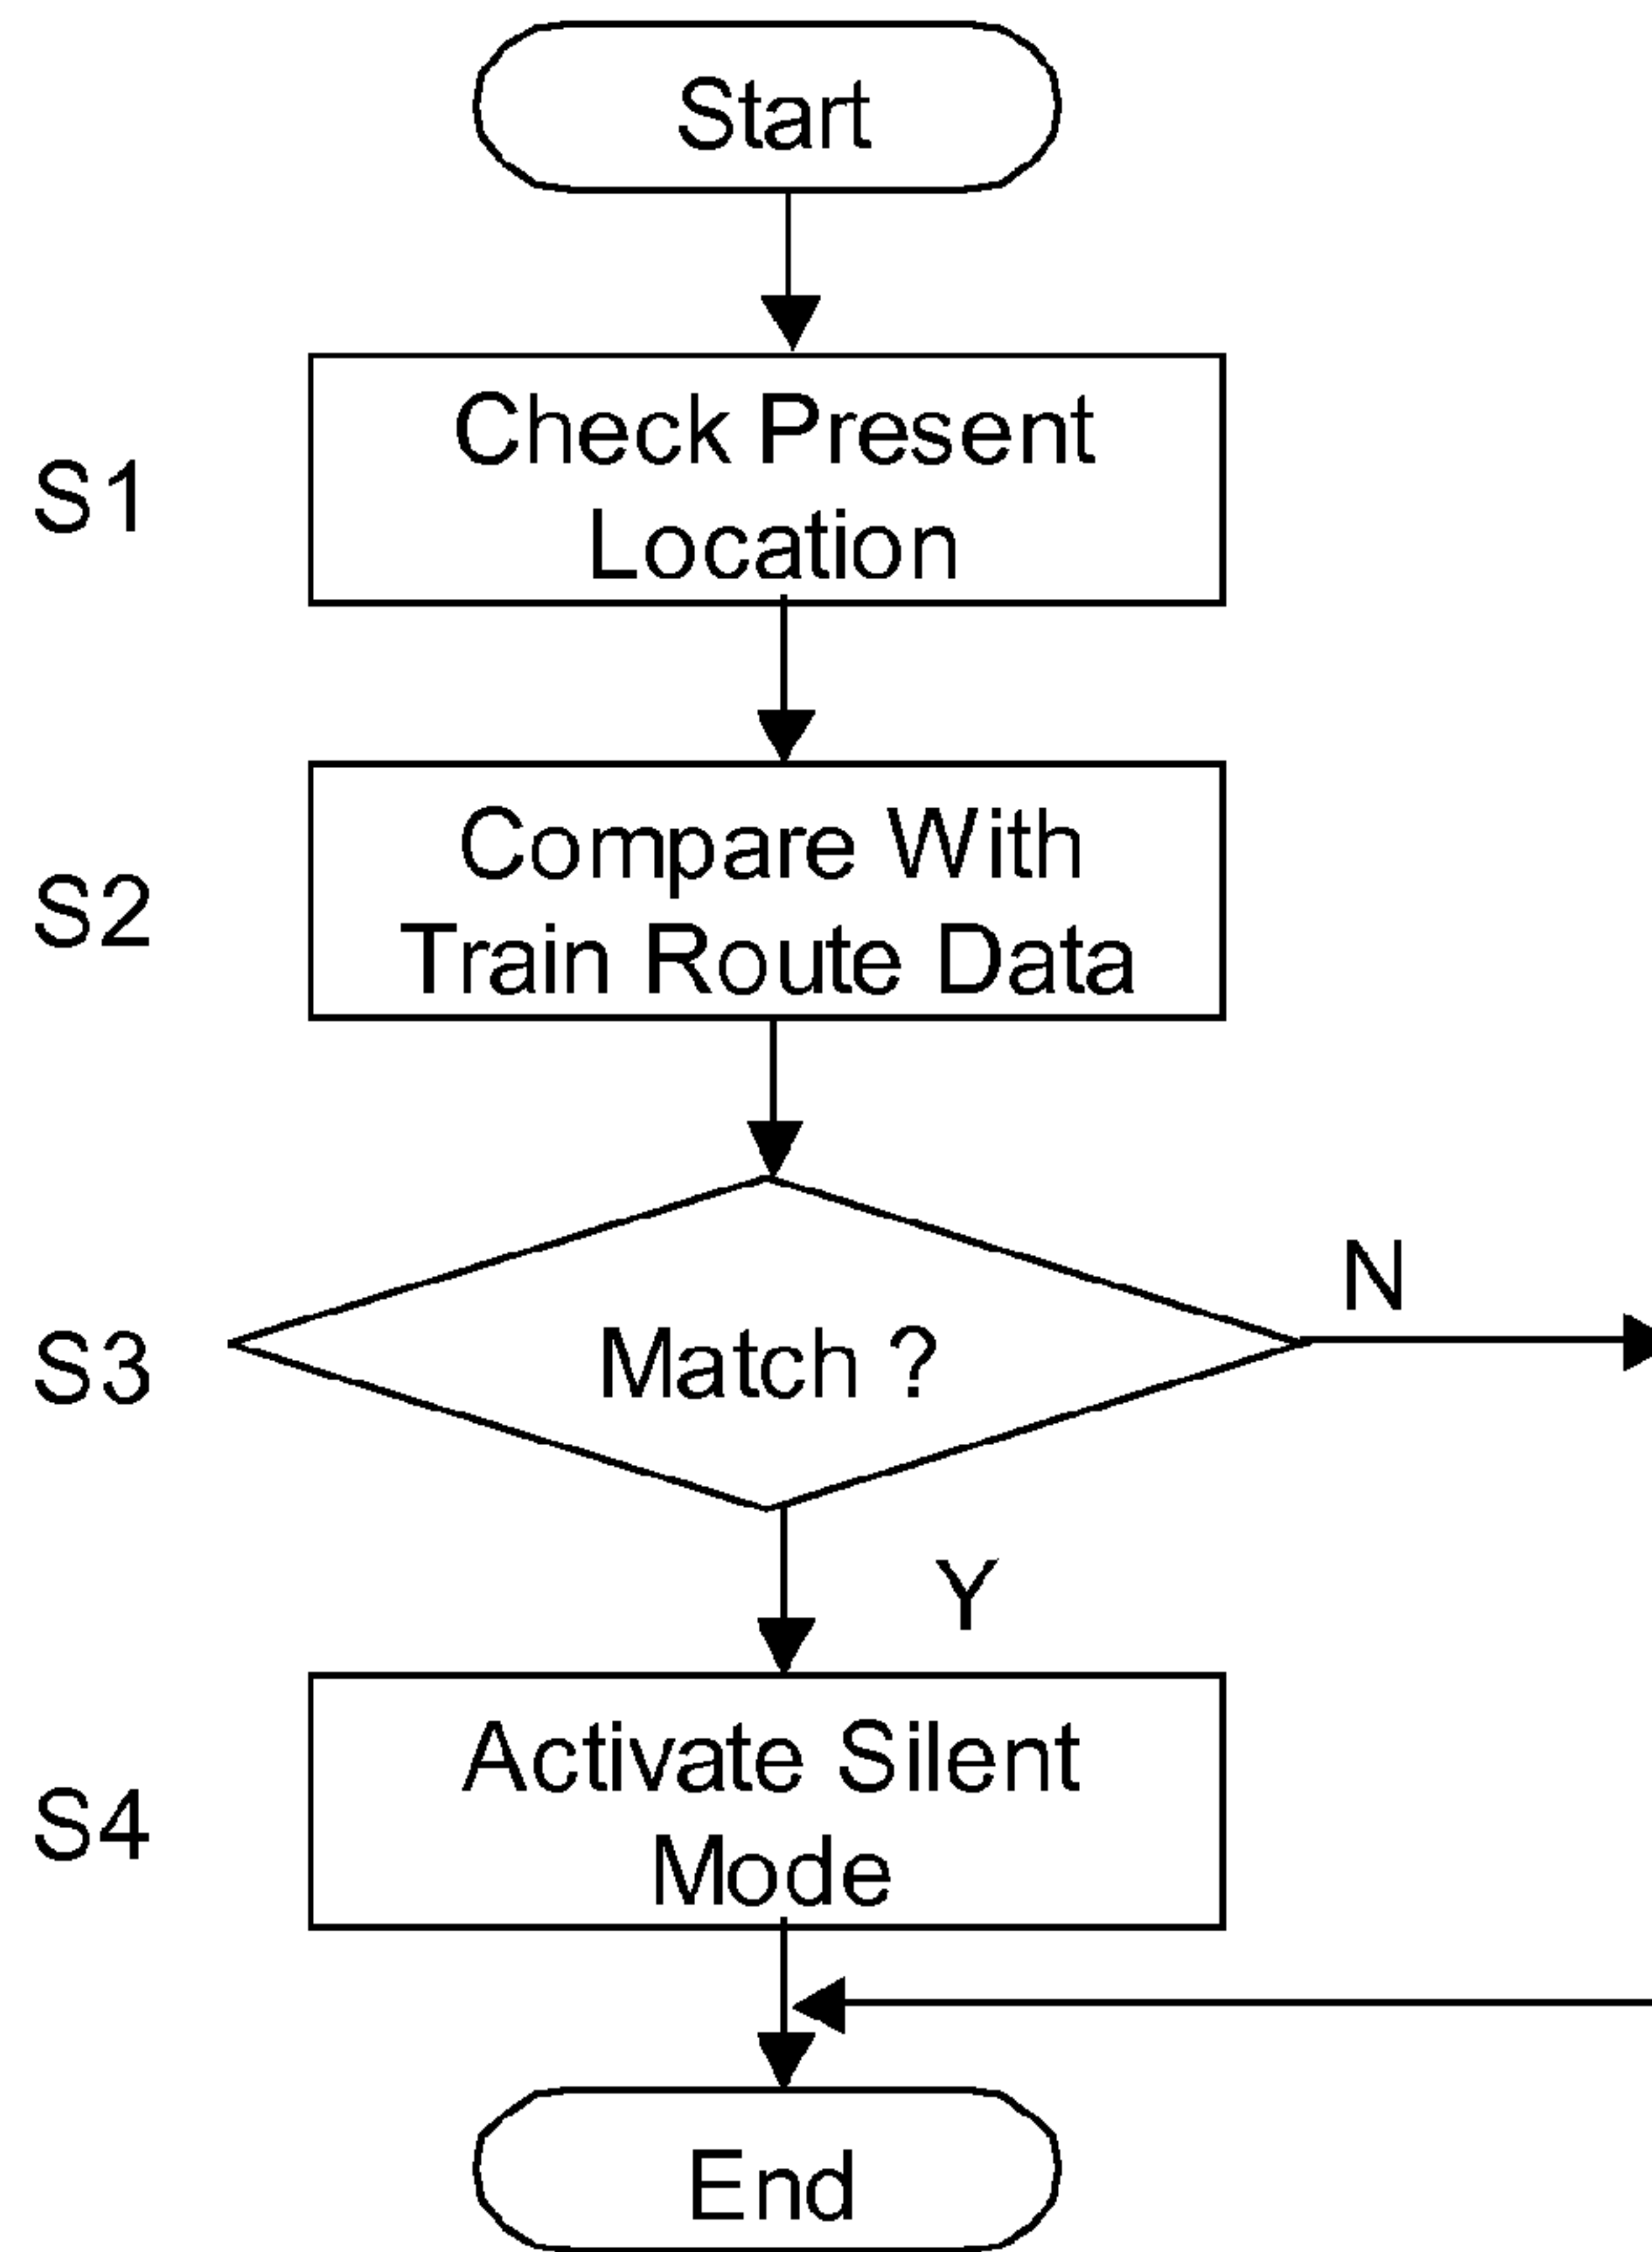 Start
S1
Check Present
Location
S2
Compare With
Train Route Data
S3
Match ?
N
Y
S4
Activate Silent
Mode
End